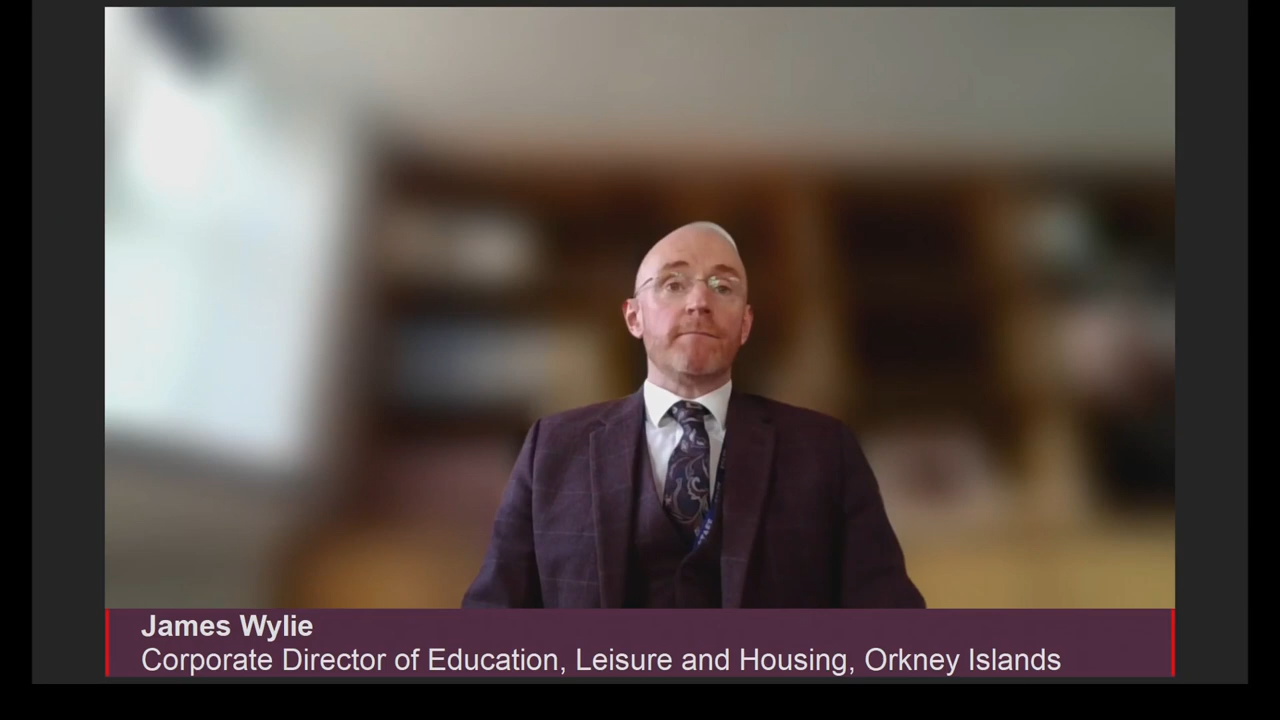 James Wylie
Corporate Director of Education, Leisure and Housing, Orkney Islands